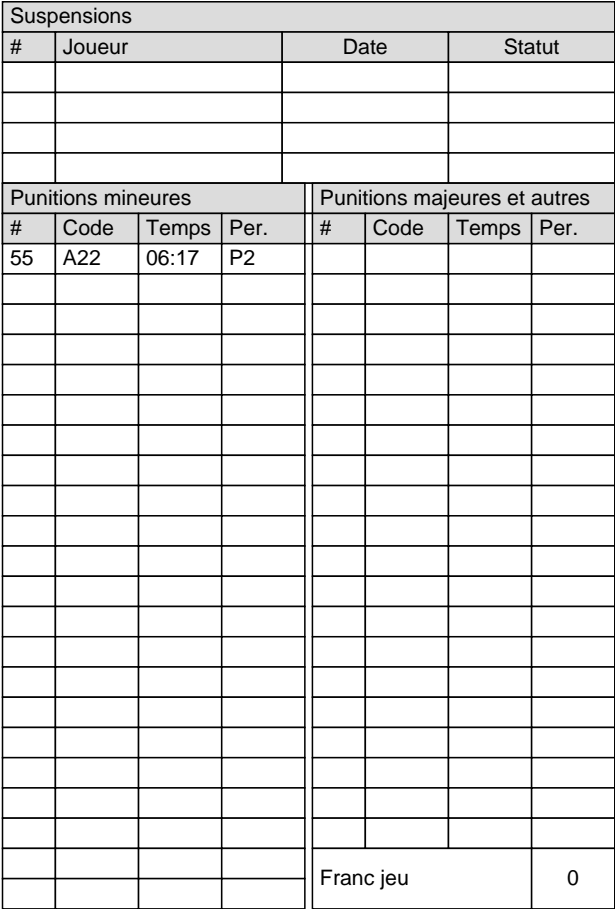 Suspensions
# Joueur Date Statut
Punitions mineures Punitions majeures et autres
# Code Temps Per. # Code Temps Per.
55 A22 06:17 P2
Franc jeu 0